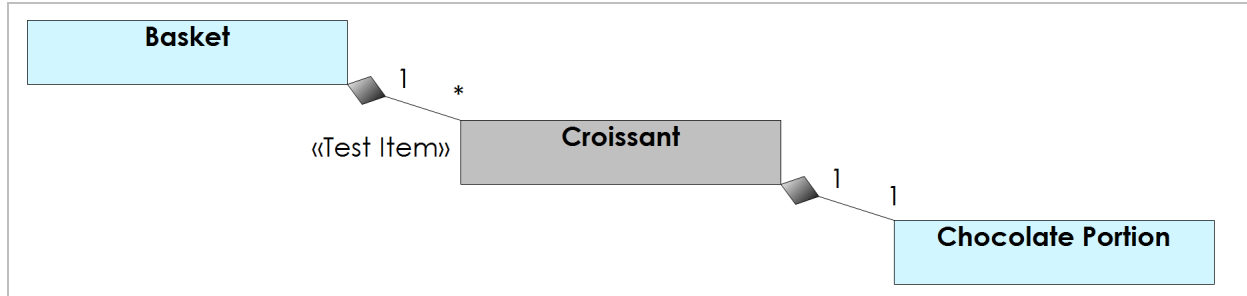 Basket
1
*
«Test Item»
Croissant
1
1
Chocolate Portion